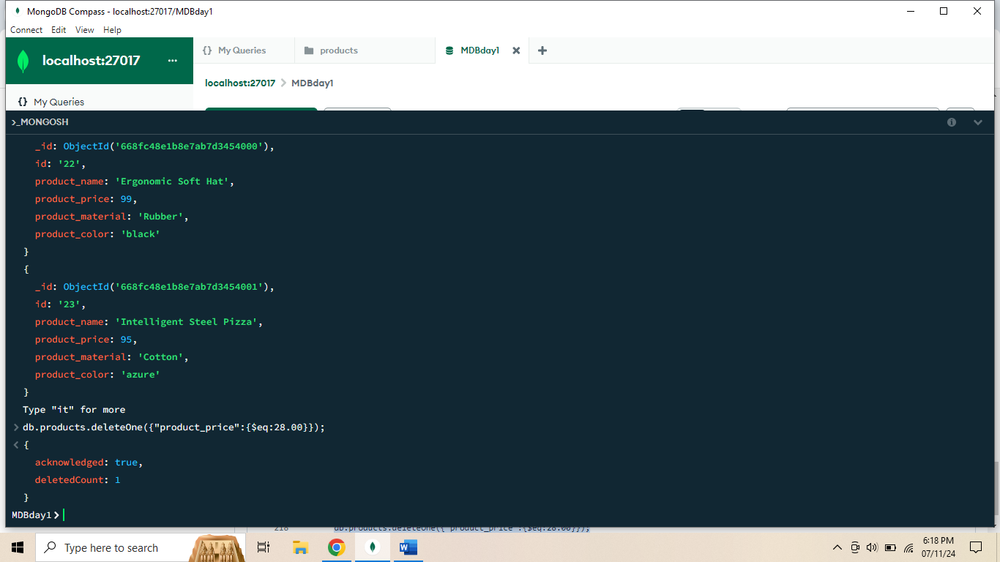 MongoDB Compass - localhost:27017/MDBday1
Connect Edit View Help
localhost:27017 ...
{} My Queries products MDBday1
localhost:27017 > MDBday1
{} My Queries
>_MONGOSH
_id: ObjectId('668fc48e1b8e7ab7d3454000'),
id: '22',
product_name: 'Ergonomic Soft Hat',
product_price: 99,
product_material: 'Rubber',
product_color: 'black'
}
{
_id: ObjectId('668fc48e1b8e7ab7d3454001'),
id: '23',
product_name: 'Intelligent Steel Pizza',
product_price: 95,
product_material: 'Cotton',
product_color: 'azure'
}
Type "it" for more
> db.products.deleteOne({"product_price":{$eq:28.00}});
< {
acknowledged: true,
deletedCount: 1
}
MDBday1>
218 db.products.deleteOne({"product_price":{$eq:28.00}});
Type here to search
6:18 PM
07/11/24